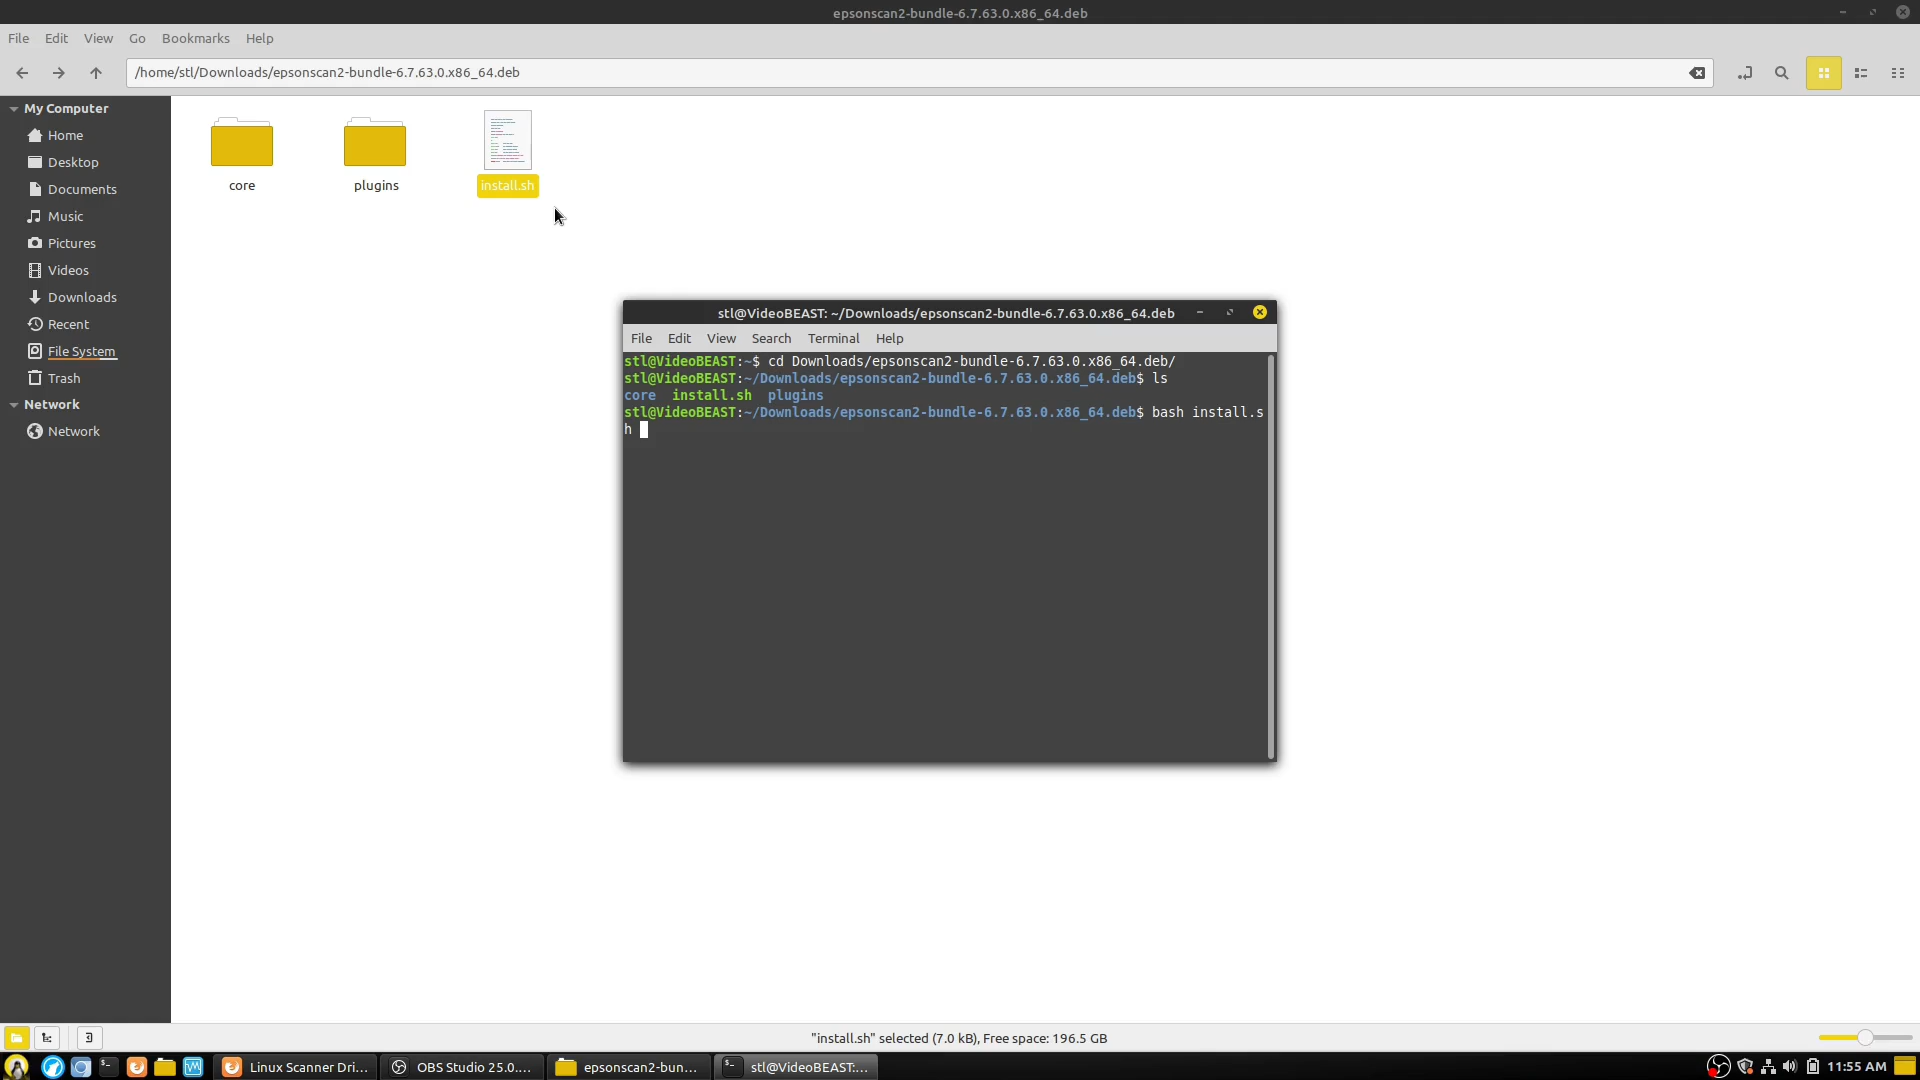 epsonscan2-bundle-6.7.63.0.x86_64.deb
File Edit View Go Bookmarks Help
/home/stl/Downloads/epsonscan2-bundle-6.7.63.0.x86_64.deb
My Computer
Home
Desktop
Documents
Music
Pictures
Videos
Downloads
Recent
File System
Trash
Network
Network
core
plugins
install.sh
stl@VideoBEAST: ~/Downloads/epsonscan2-bundle-6.7.63.0.x86_64.deb
File Edit View Search Terminal Help
stl@VideoBEAST:~$ cd Downloads/epsonscan2-bundle-6.7.63.0.x86_64.deb/
stl@VideoBEAST:~/Downloads/epsonscan2-bundle-6.7.63.0.x86_64.deb$ ls
core install.sh plugins
stl@VideoBEAST:~/Downloads/epsonscan2-bundle-6.7.63.0.x86_64.deb$ bash install.s
h
"install.sh" selected (7.0 kB), Free space: 196.5 GB
Linux Scanner Dri...
OBS Studio 25.0....
epsonscan2-bun...
stl@VideoBEAST:...
11:55 AM